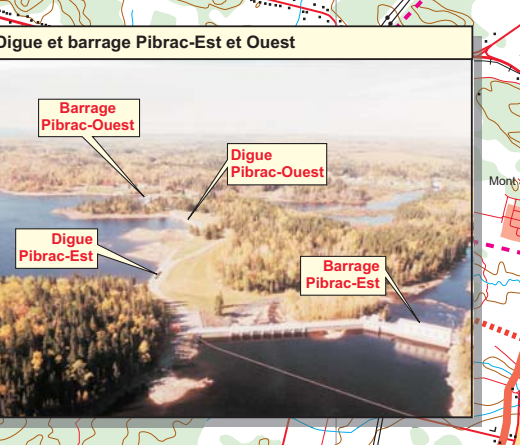 Digue et barrage Pibrac-Est et Ouest
Barrage
Pibrac-Ouest
Digue
Pibrac-Ouest
Digue
Pibrac-Est
Barrage
Pibrac-Est
Mont